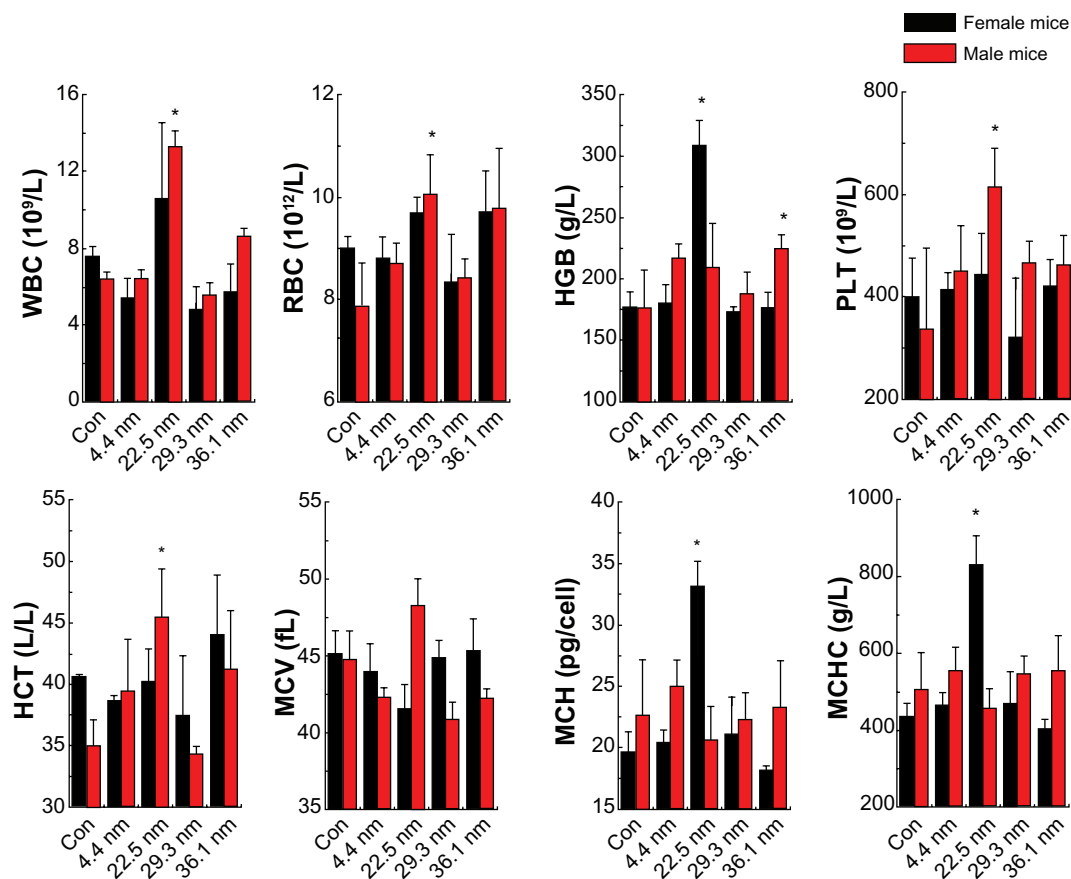 Female mice
Male mice
WBC (10⁹/L)
16
12
8
4
0
*
Con
4.4 nm
22.5 nm
29.3 nm
36.1 nm
RBC (10¹²/L)
12
10
8
6
*
Con
4.4 nm
22.5 nm
29.3 nm
36.1 nm
HGB (g/L)
350
300
250
225
175
150
100
*
*
Con
4.4 nm
22.5 nm
29.3 nm
36.1 nm
PLT (10⁹/L)
800
600
400
200
*
Con
4.4 nm
22.5 nm
29.3 nm
36.1 nm
HCT (L/L)
55
50
45
40
35
30
*
Con
4.4 nm
22.5 nm
29.3 nm
36.1 nm
MCV (fL)
55
50
45
40
35
Con
4.4 nm
22.5 nm
29.3 nm
36.1 nm
MCH (pg/cell)
40
35
33
25
22
20
15
*
Con
4.4 nm
22.5 nm
29.3 nm
36.1 nm
MCHC (g/L)
1000
800
600
500
400
200
*
Con
4.4 nm
22.5 nm
29.3 nm
36.1 nm